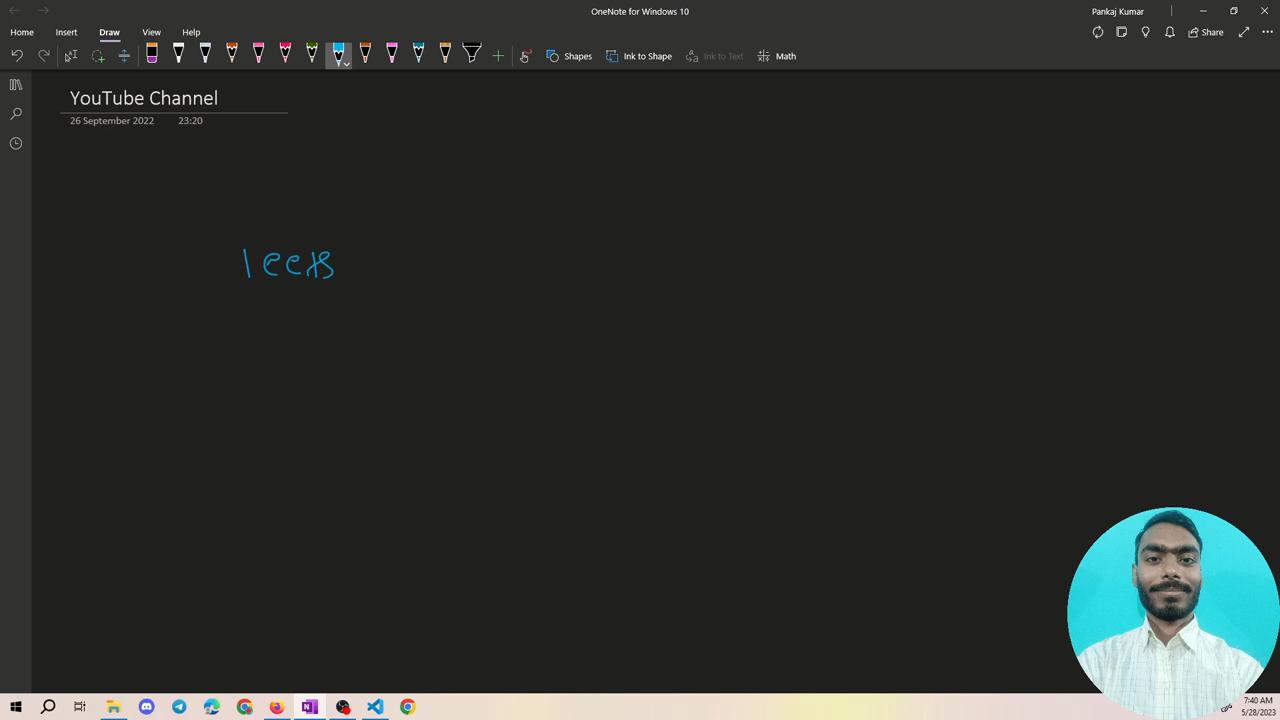 OneNote for Windows 10
Pankaj Kumar
Home Insert Draw View Help
Share
Shapes Ink to Shape Ink to Text Math
YouTube Channel
26 September 2022 23:20
7:40 AM
5/28/2023